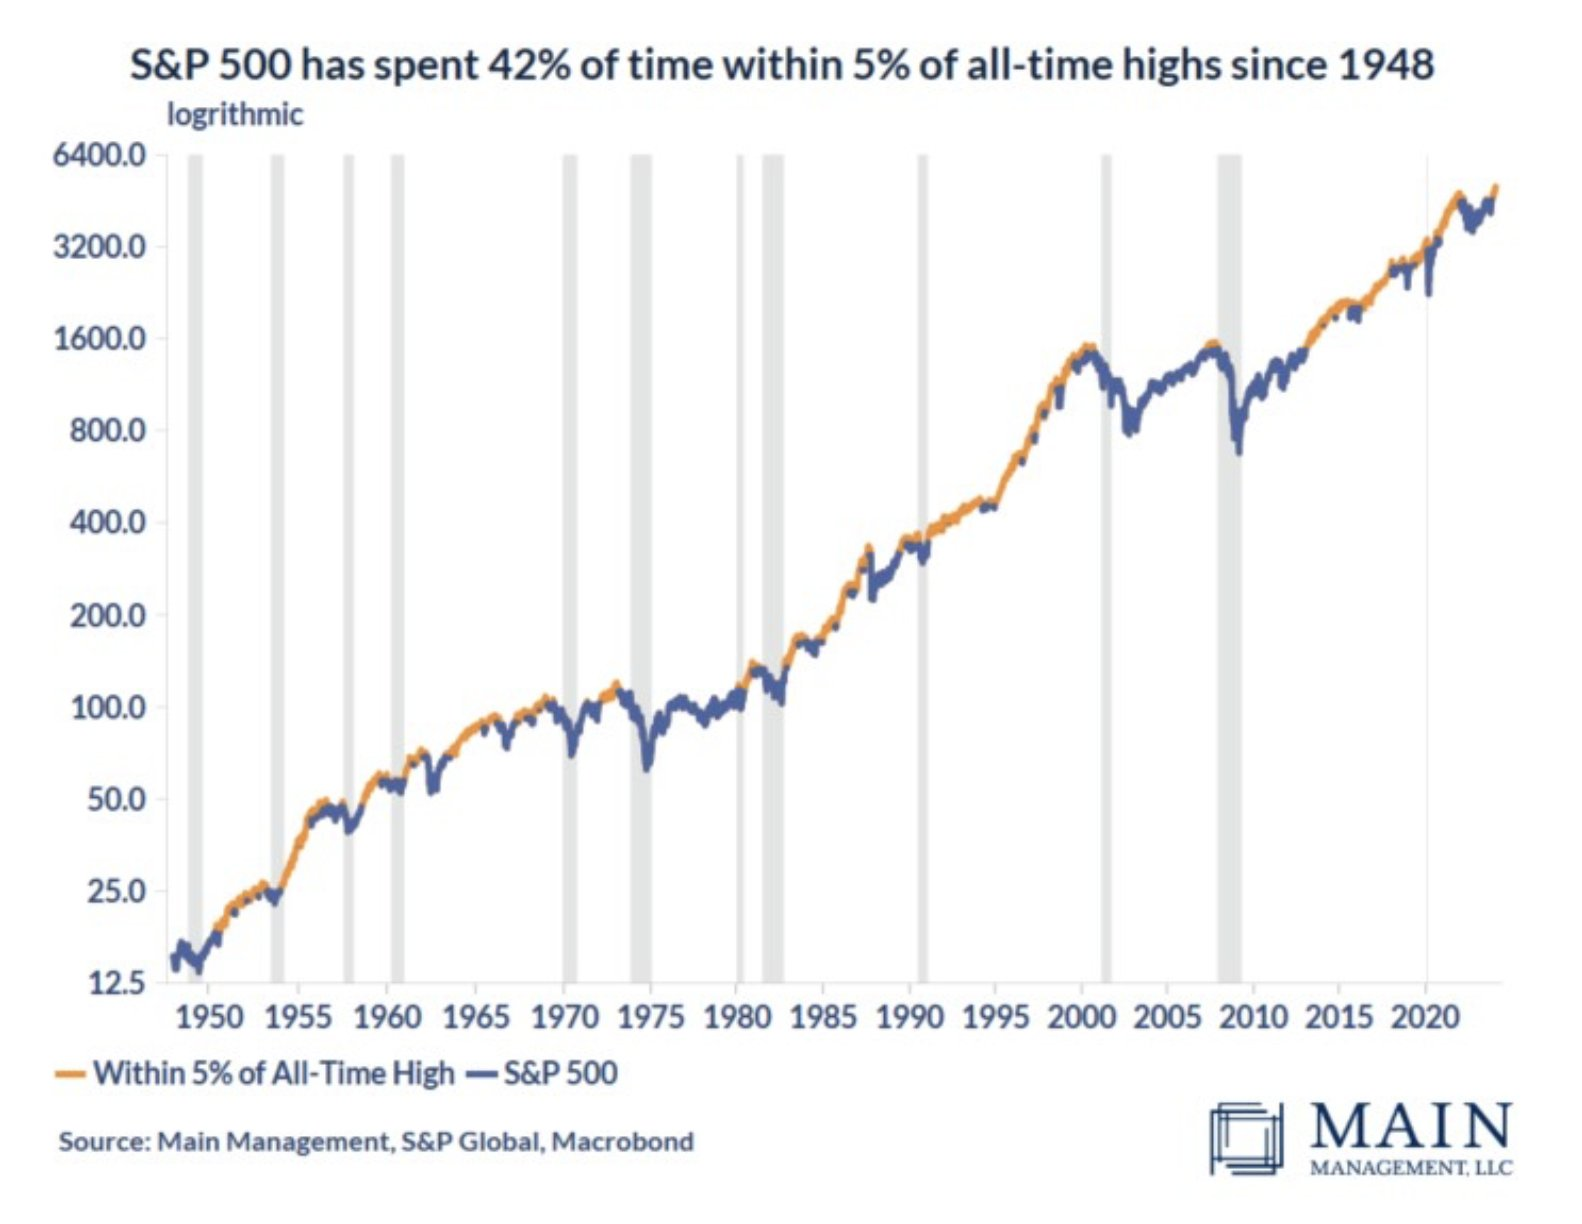 S&P 500 has spent 42% of time within 5% of all-time highs since 1948
logrithmic
6400.0
3200.0
1600.0
800.0
400.0
200.0
100.0
50.0
25.0
12.5
1950 1955 1960 1965 1970 1975 1980 1985 1990 1995 2000 2005 2010 2015 2020
Within 5% of All-Time High S&P 500
Source: Main Management, S&P Global, Macrobond
MAIN
MANAGEMENT, LLC